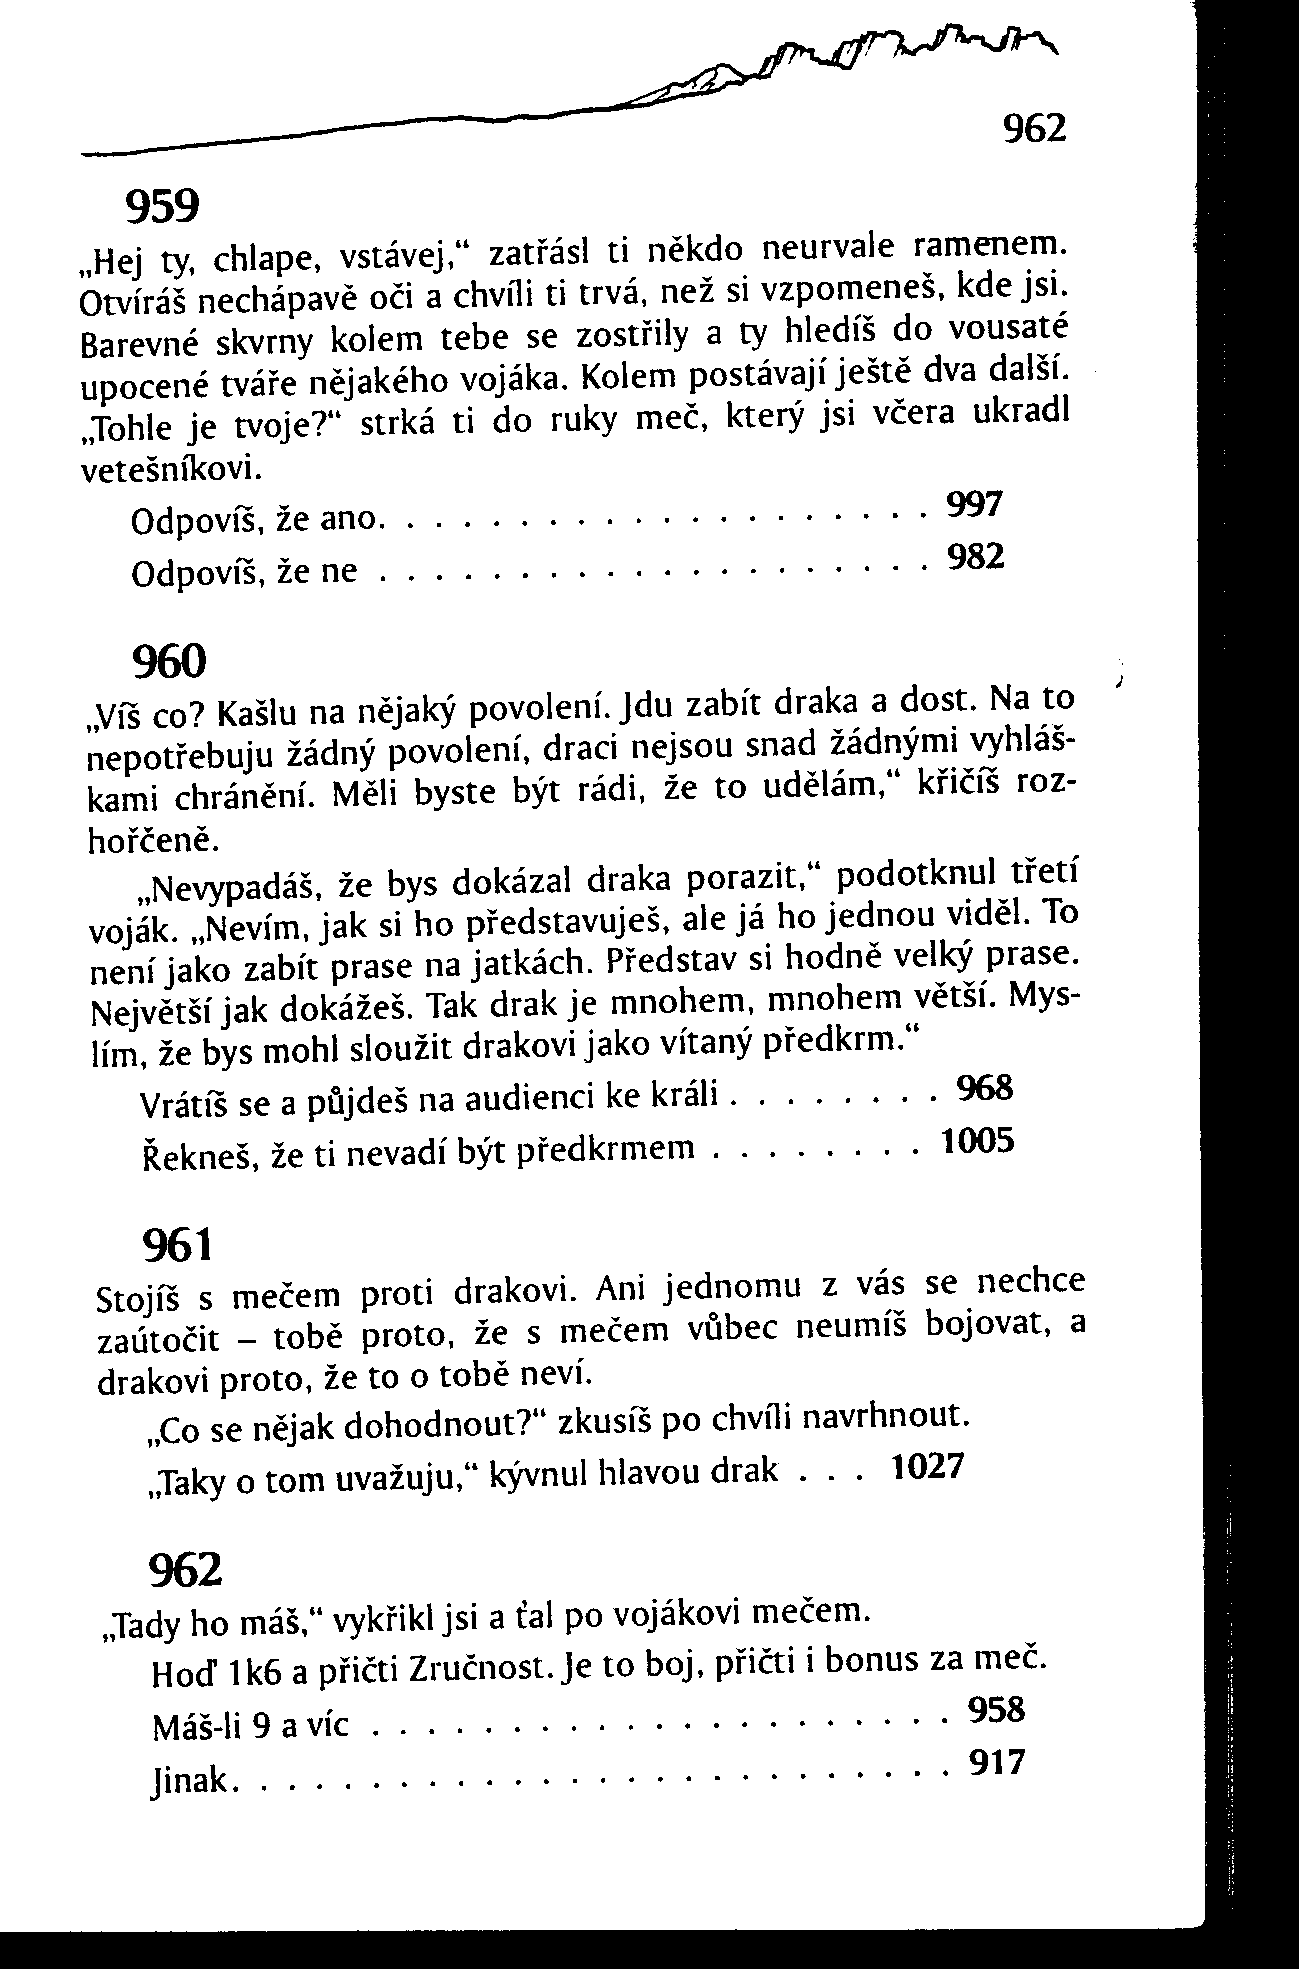 962
959
„Hej ty, chlape, vstávej,“ zatřásl ti někdo neurvale ramenem.
Otvíráš nechápavě oči a chvíli ti trvá, než si vzpomeneš, kde jsi.
Barevné skvrny kolem tebe se zostřily a ty hledíš do vousaté
upocené tváře nějakého vojáka. Kolem postávají ještě dva další.
„Tohle je tvoje?“ strká ti do ruky meč, který jsi včera ukradl
vetešníkovi.
Odpovíš, že ano. . . . . . . . . . . . . . . . . . . . 997
Odpovíš, že ne . . . . . . . . . . . . . . . . . . . . 982
960
„Víš co? Kašlu na nějaký povolení. Jdu zabít draka a dost. Na to
nepotřebuju žádný povolení, draci nejsou snad žádnými vyhláš-
kami chránění. Měli byste být rádi, že to udělám,“ křičíš roz-
hořčeně.
„Nevypadáš, že bys dokázal draka porazit,“ podotknul třetí
voják. „Nevím, jak si ho představuješ, ale já ho jednou viděl. To
není jako zabít prase na jatkách. Představ si hodně velký prase.
Největší jak dokážeš. Tak drak je mnohem, mnohem větší. Mys-
lím, že bys mohl sloužit drakovi jako vítaný předkrm.“
Vrátíš se a půjdeš na audienci ke králi . . . . . . . . 968
Řekneš, že ti nevadí být předkrmem . . . . . . . . 1005
961
Stojíš s mečem proti drakovi. Ani jednomu z vás se nechce
zaútočit – tobě proto, že s mečem vůbec neumíš bojovat, a
drakovi proto, že to o tobě neví.
„Co se nějak dohodnout?“ zkusíš po chvíli navrhnout.
„Taky o tom uvažuju,“ kývnul hlavou drak . . . 1027
962
„Tady ho máš,“ vykřikl jsi a ťal po vojákovi mečem.
Hoď 1k6 a přičti Zručnost. Je to boj, přičti i bonus za meč.
Máš-li 9 a víc . . . . . . . . . . . . . . . . . . . . . 958
Jinak. . . . . . . . . . . . . . . . . . . . . . . . . . 917